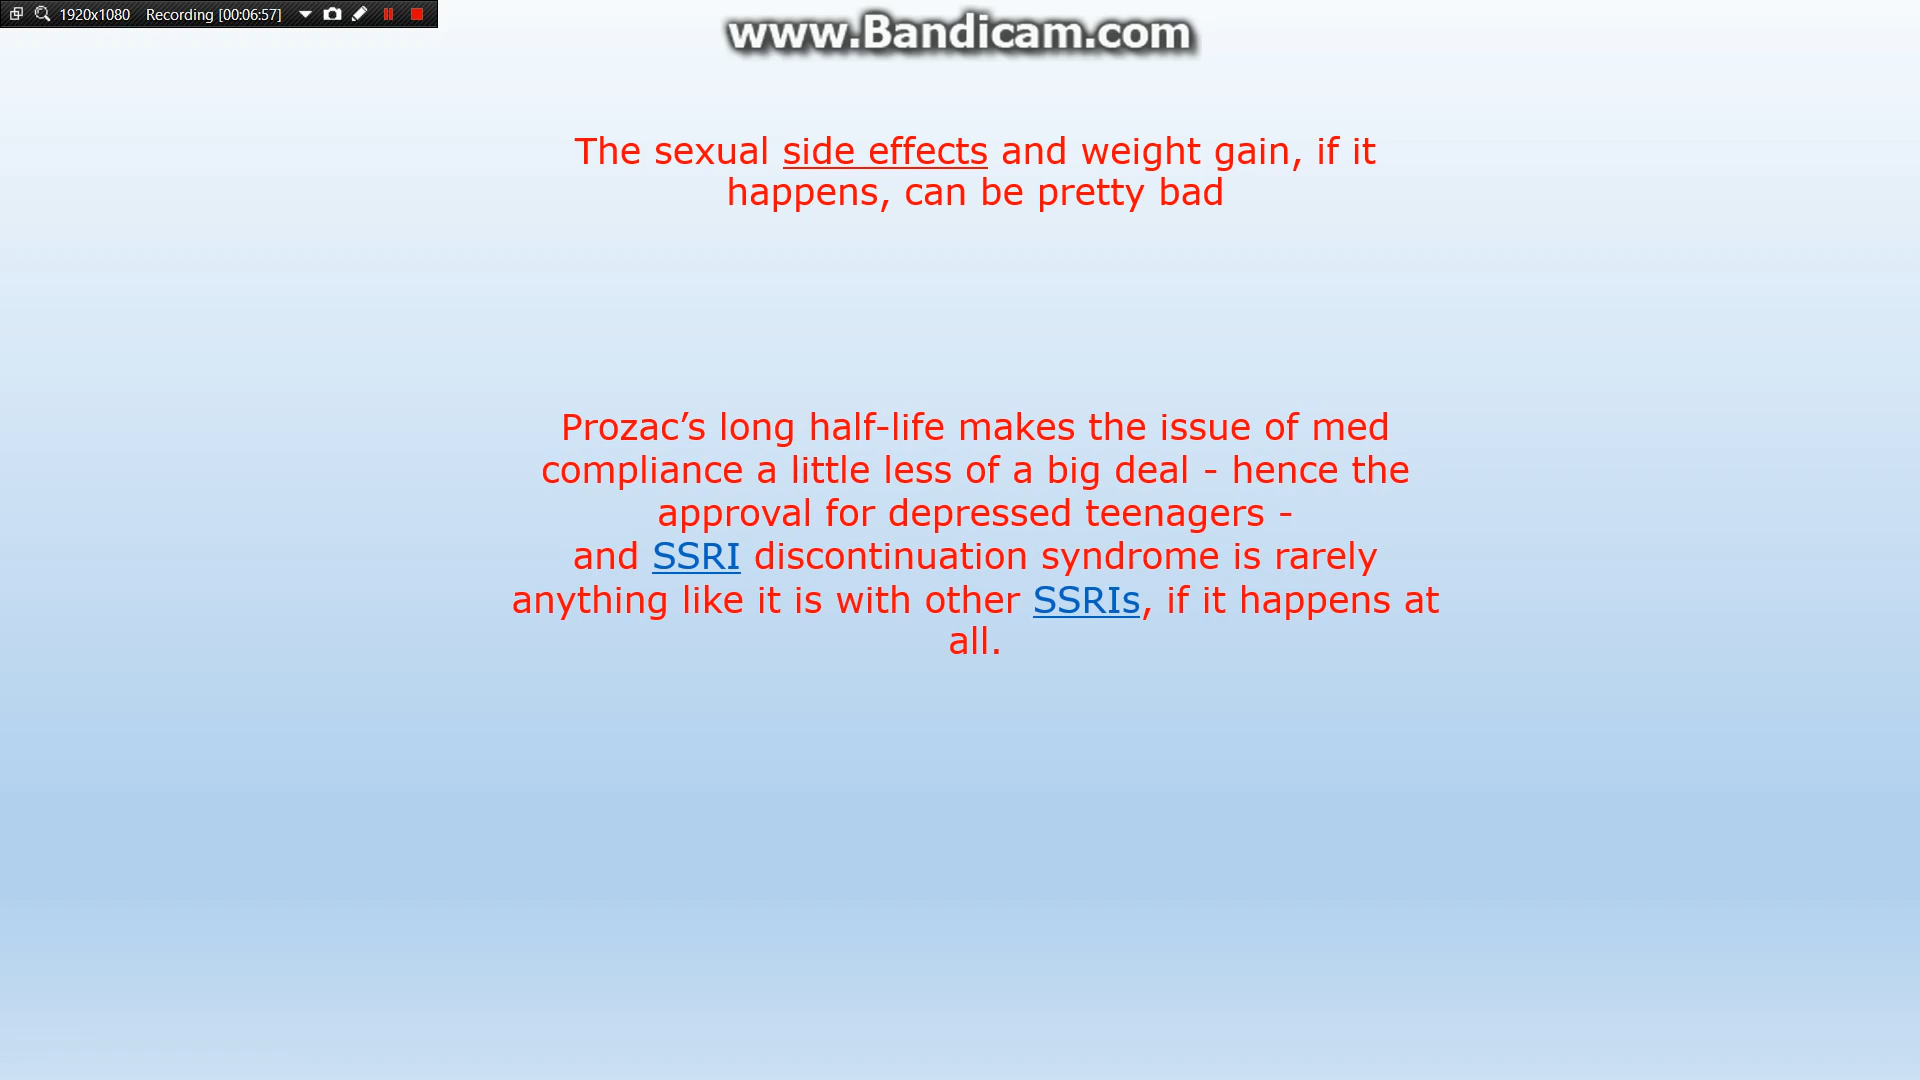 1920x1080 Recording [00:06:57]
www.Bandicam.com
The sexual side effects and weight gain, if it
happens, can be pretty bad
Prozac’s long half-life makes the issue of med
compliance a little less of a big deal - hence the
approval for depressed teenagers -
and SSRI discontinuation syndrome is rarely
anything like it is with other SSRIs, if it happens at
all.